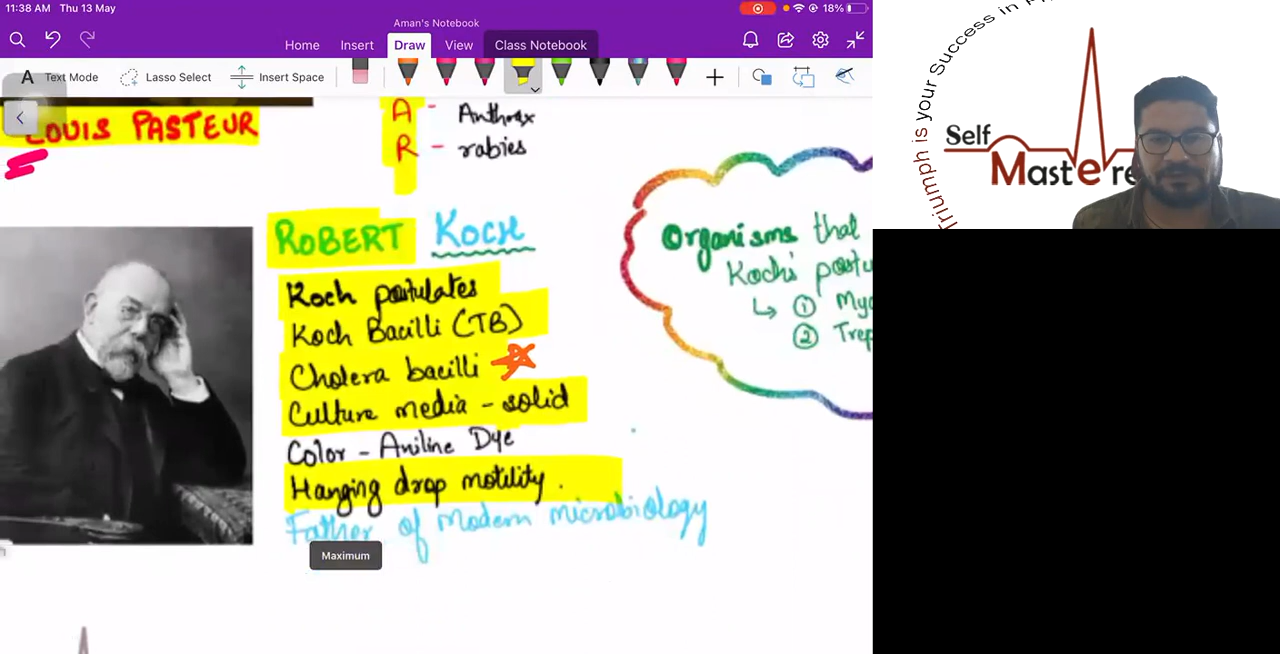 11:38 AM Thu 13 May
18%
Aman's Notebook
Home Insert Draw View Class Notebook
A Text Mode Lasso Select Insert Space
LOUIS PASTEUR
A - Anthrax
R - rabies
ROBERT KOCH
Koch postulates
Koch Bacilli (TB)
Cholera bacilli
Culture media - solid
Color - Aniline Dye
Hanging drop motility.
Father of modern microbiology
Maximum
Organisms that
Koch's postu
↳ ① Myc
② Trep
Triumph is your Success in
Self
Mastere